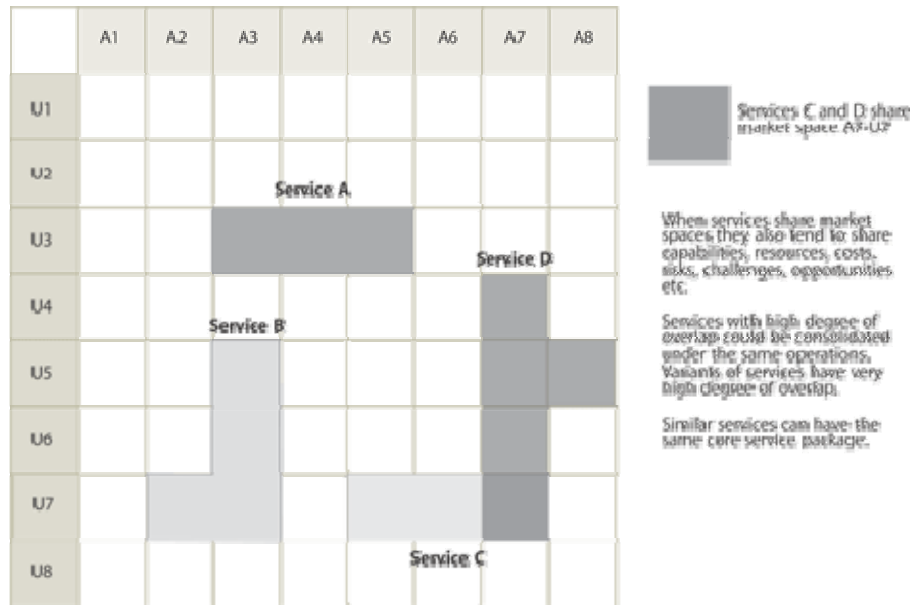 A1 A2 A3 A4 A5 A6 A7 A8
U1
U2
U3
U4
U5
U6
U7
U8
Service A
Service B
Service D
Service C
Services C and D share
market space A7-U7
When services share market
spaces they also tend to share
capabilities, resources, costs,
risks, challenges, opportunities
etc.
Services with high degree of
overlap could be consolidated
under the same operations.
Variants of services have very
high degree of overlap.
Similar services can have the
same core service package.